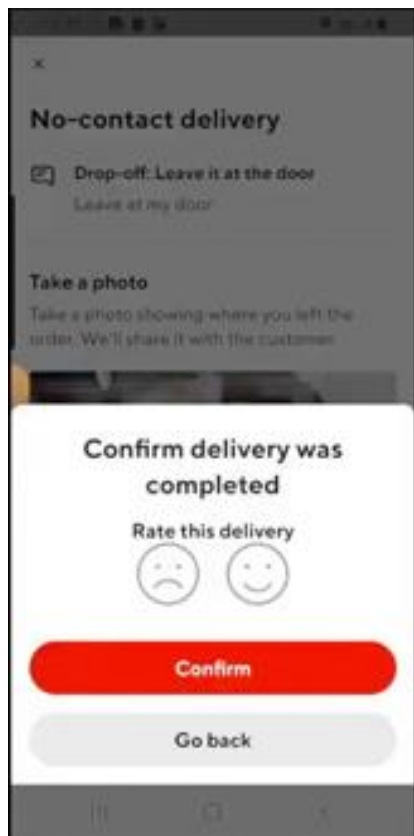 ×
No-contact delivery
Drop-off: Leave it at the door
Leave at my door
Take a photo
Take a photo showing where you left the
order. We'll share it with the customer.
Confirm delivery was
completed
Rate this delivery
Confirm
Go back